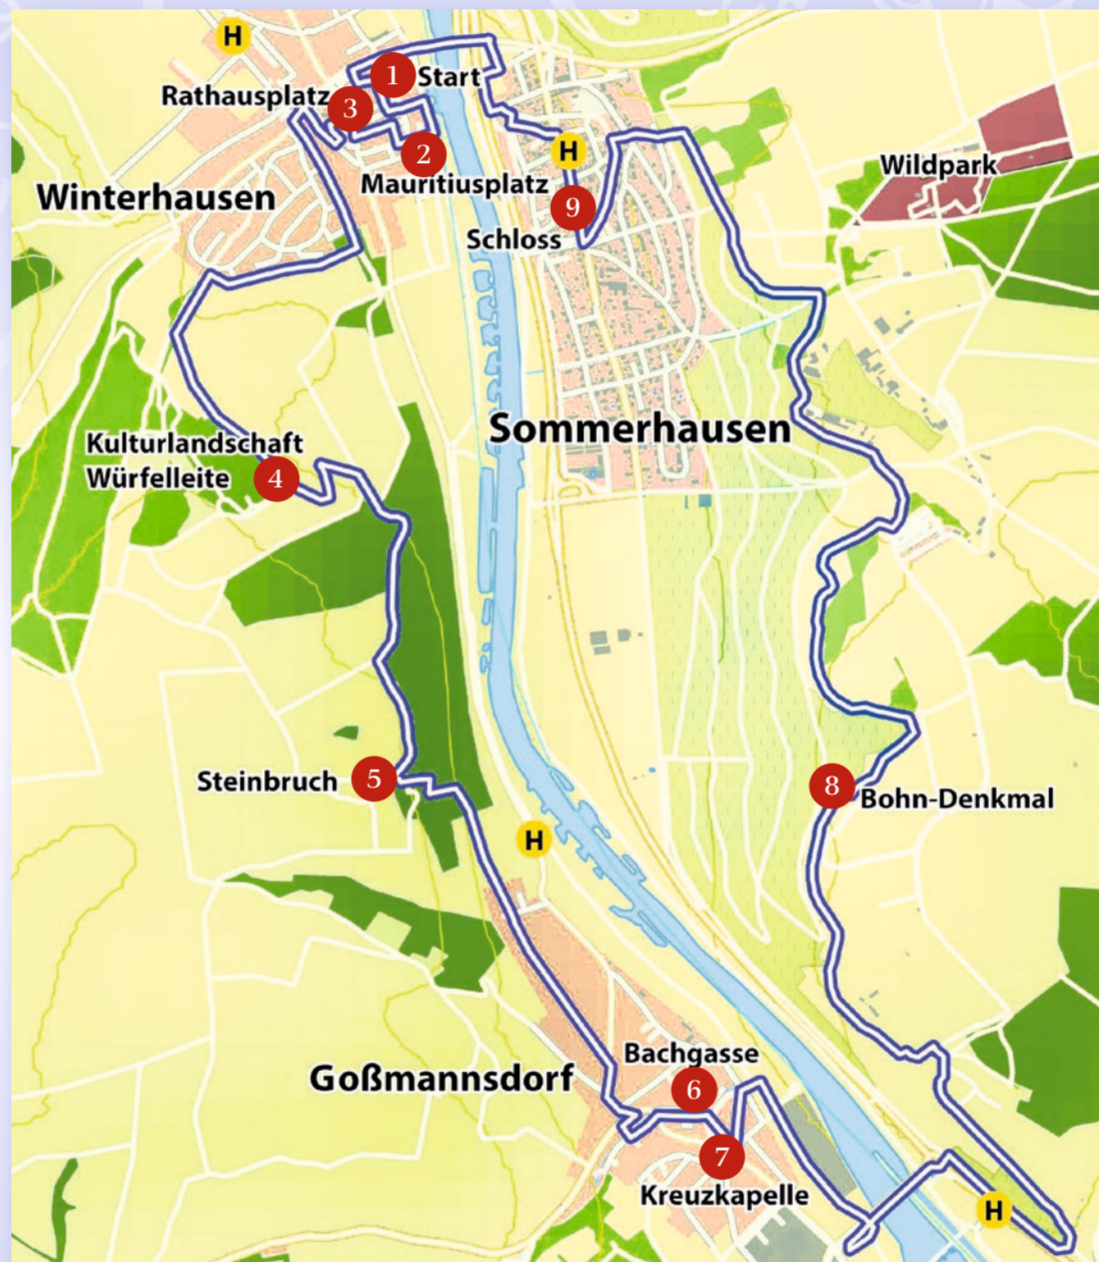 H
1 Start
Rathausplatz 3
2
Mauritiusplatz
H
Wildpark
Winterhausen
9
Schloss
Sommerhausen
Kulturlandschaft
Würfelleite 4
Steinbruch 5
8 Bohn-Denkmal
H
Bachgasse
Goßmannsdorf
6
7
Kreuzkapelle
H